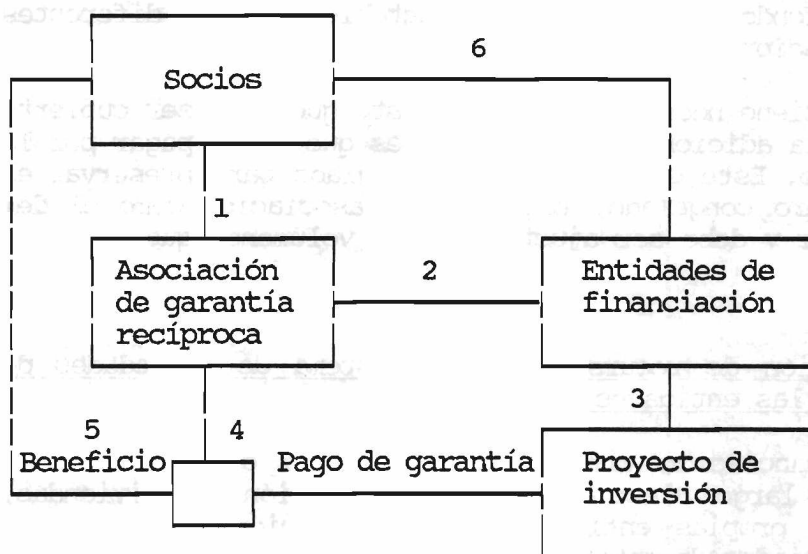 6
Socios
1
Asociación
de garantía
recíproca
2
Entidades de
financiación
3
5
4
Beneficio
Pago de garantía
Proyecto de
inversión